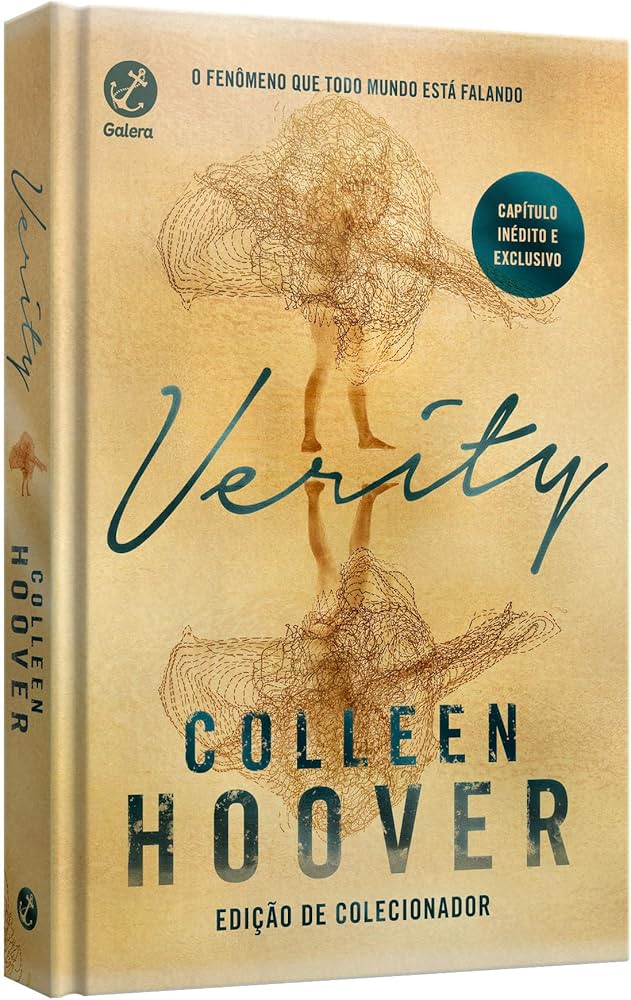 Galera
O FENÔMENO QUE TODO MUNDO ESTÁ FALANDO
CAPÍTULO
INÉDITO E
EXCLUSIVO
Verity
COLLEEN
HOOVER
EDIÇÃO DE COLECIONADOR
Verity
COLLEEN
HOOVER